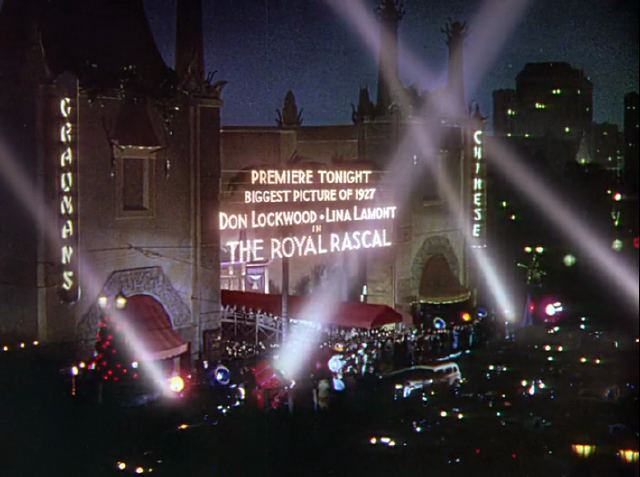 GRAUMANS
PREMIERE TONIGHT
BIGGEST PICTURE OF 1927
DON LOCKWOOD • LINA LAMONT
IN
THE ROYAL RASCAL
CHINESE